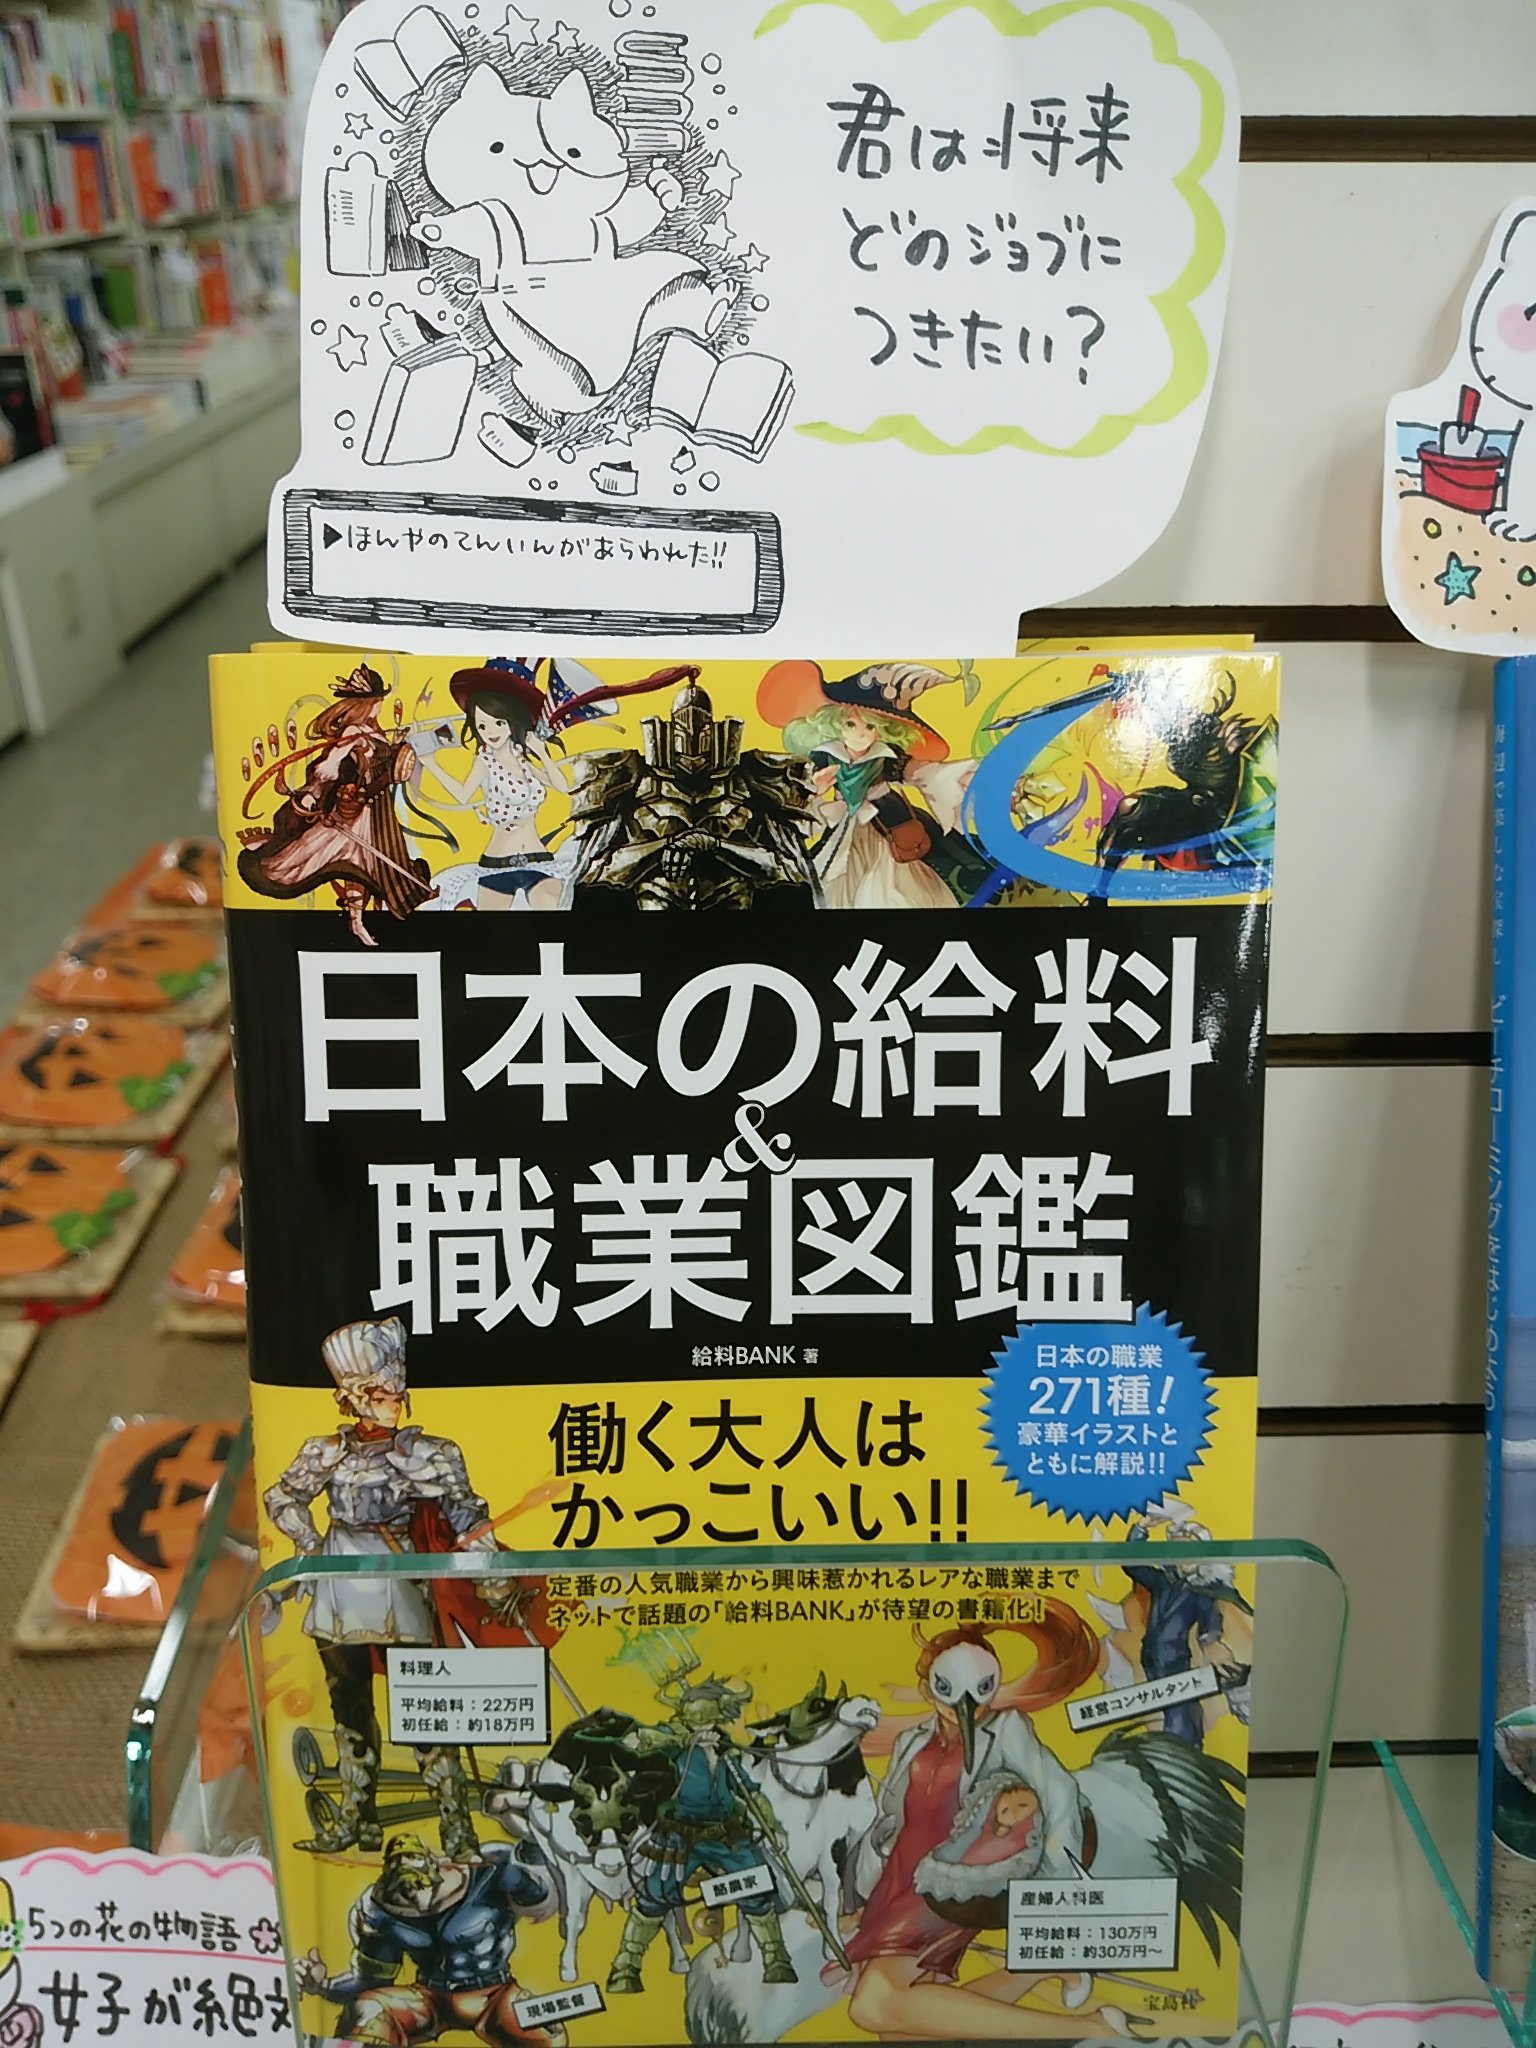 君は将来
どのジョブに
つきたい?
▶ほんやのてんいんがあらわれた!!
日本の給料
&
職業図鑑
給料BANK 著
日本の職業
271種!
豪華イラストと
ともに解説!!
働く大人は
かっこいい!!
定番の人気職業から興味惹かれるレアな職業まで
ネットで話題の「給料BANK」が待望の書籍化!
料理人
平均給料:22万円
初任給:約18万円
経営コンサルタント
酪農家
産婦人科医
平均給料:130万円
初任給:約30万円〜
現場監督
宝島社
5つの花の物語
女子が絶